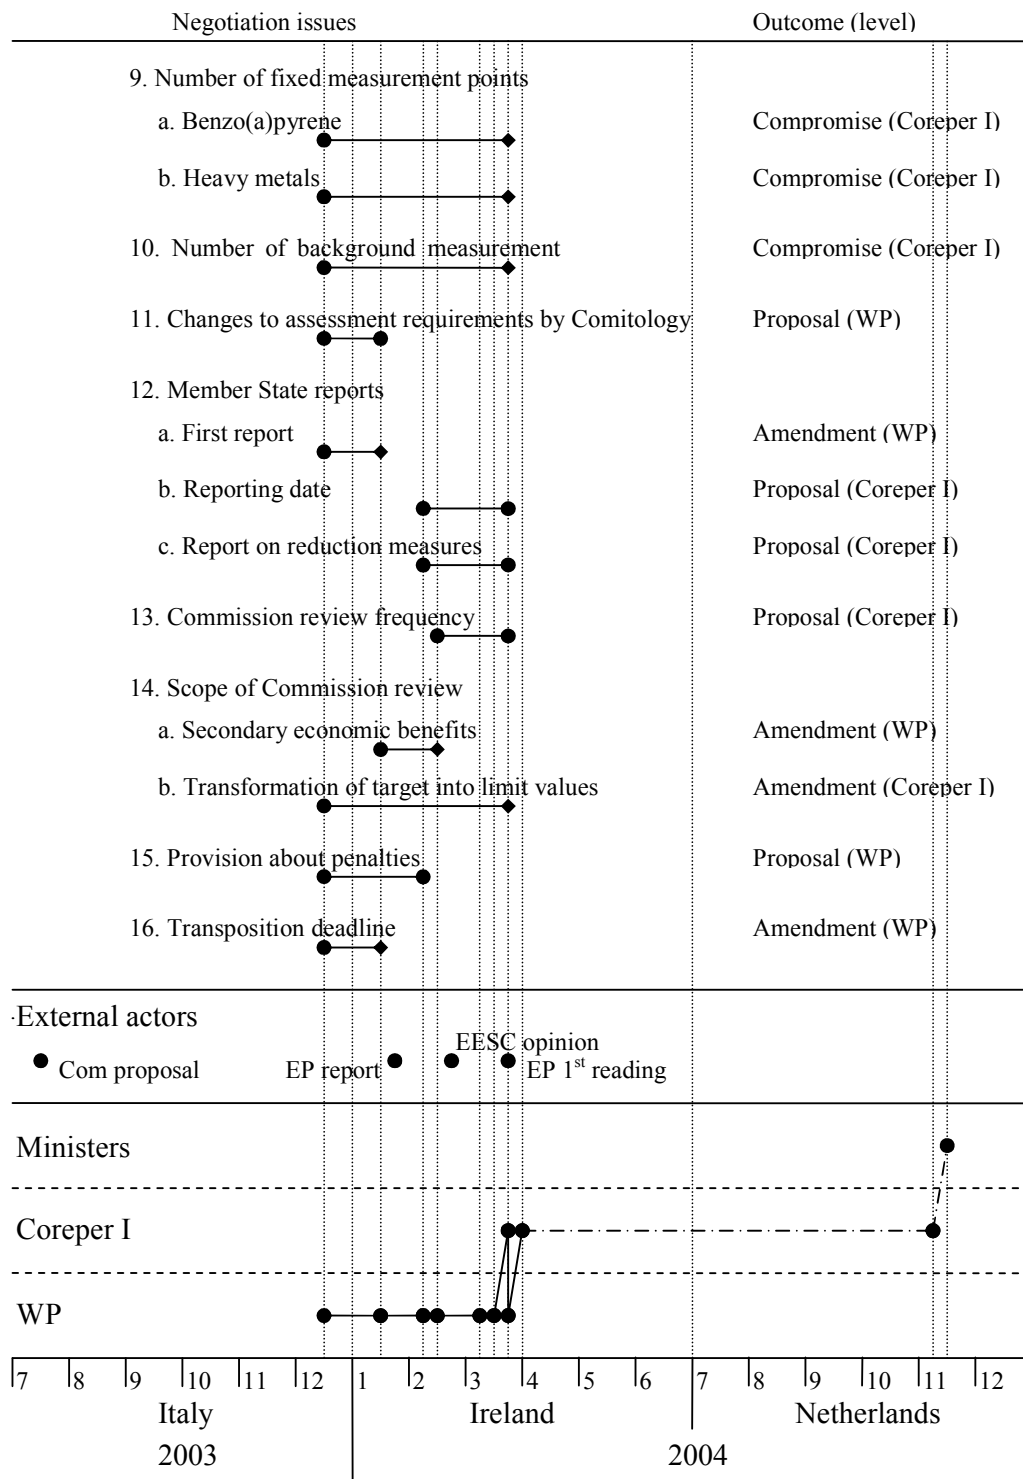 Negotiation issues Outcome (level)
9. Number of fixed measurement points
a. Benzo(a)pyrene Compromise (Coreper I)
b. Heavy metals Compromise (Coreper I)
10. Number of background measurement Compromise (Coreper I)
11. Changes to assessment requirements by Comitology Proposal (WP)
12. Member State reports
a. First report Amendment (WP)
b. Reporting date Proposal (Coreper I)
c. Report on reduction measures Proposal (Coreper I)
13. Commission review frequency Proposal (Coreper I)
14. Scope of Commission review
a. Secondary economic benefits Amendment (WP)
b. Transformation of target into limit values Amendment (Coreper I)
15. Provision about penalties Proposal (WP)
16. Transposition deadline Amendment (WP)
External actors
EESC opinion
Com proposal EP report EP 1st reading
Ministers
Coreper I
WP
7 8 9 10 11 12 1 2 3 4 5 6 7 8 9 10 11 12
Italy Ireland Netherlands
2003 2004